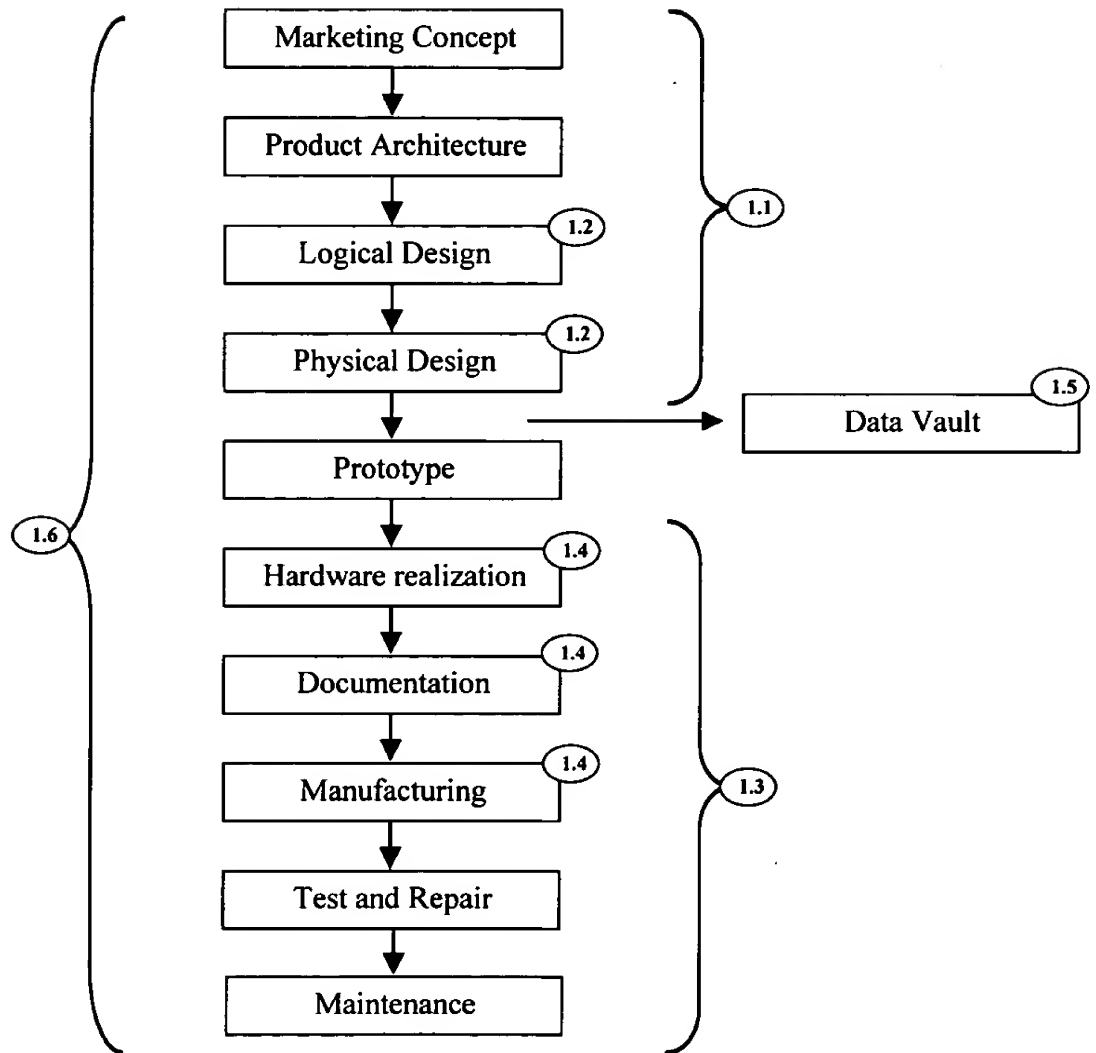 Marketing Concept
Product Architecture
1.1
1.2
Logical Design
1.2
Physical Design
1.5
Data Vault
Prototype
1.6
1.4
Hardware realization
1.4
Documentation
1.4
Manufacturing
1.3
Test and Repair
Maintenance